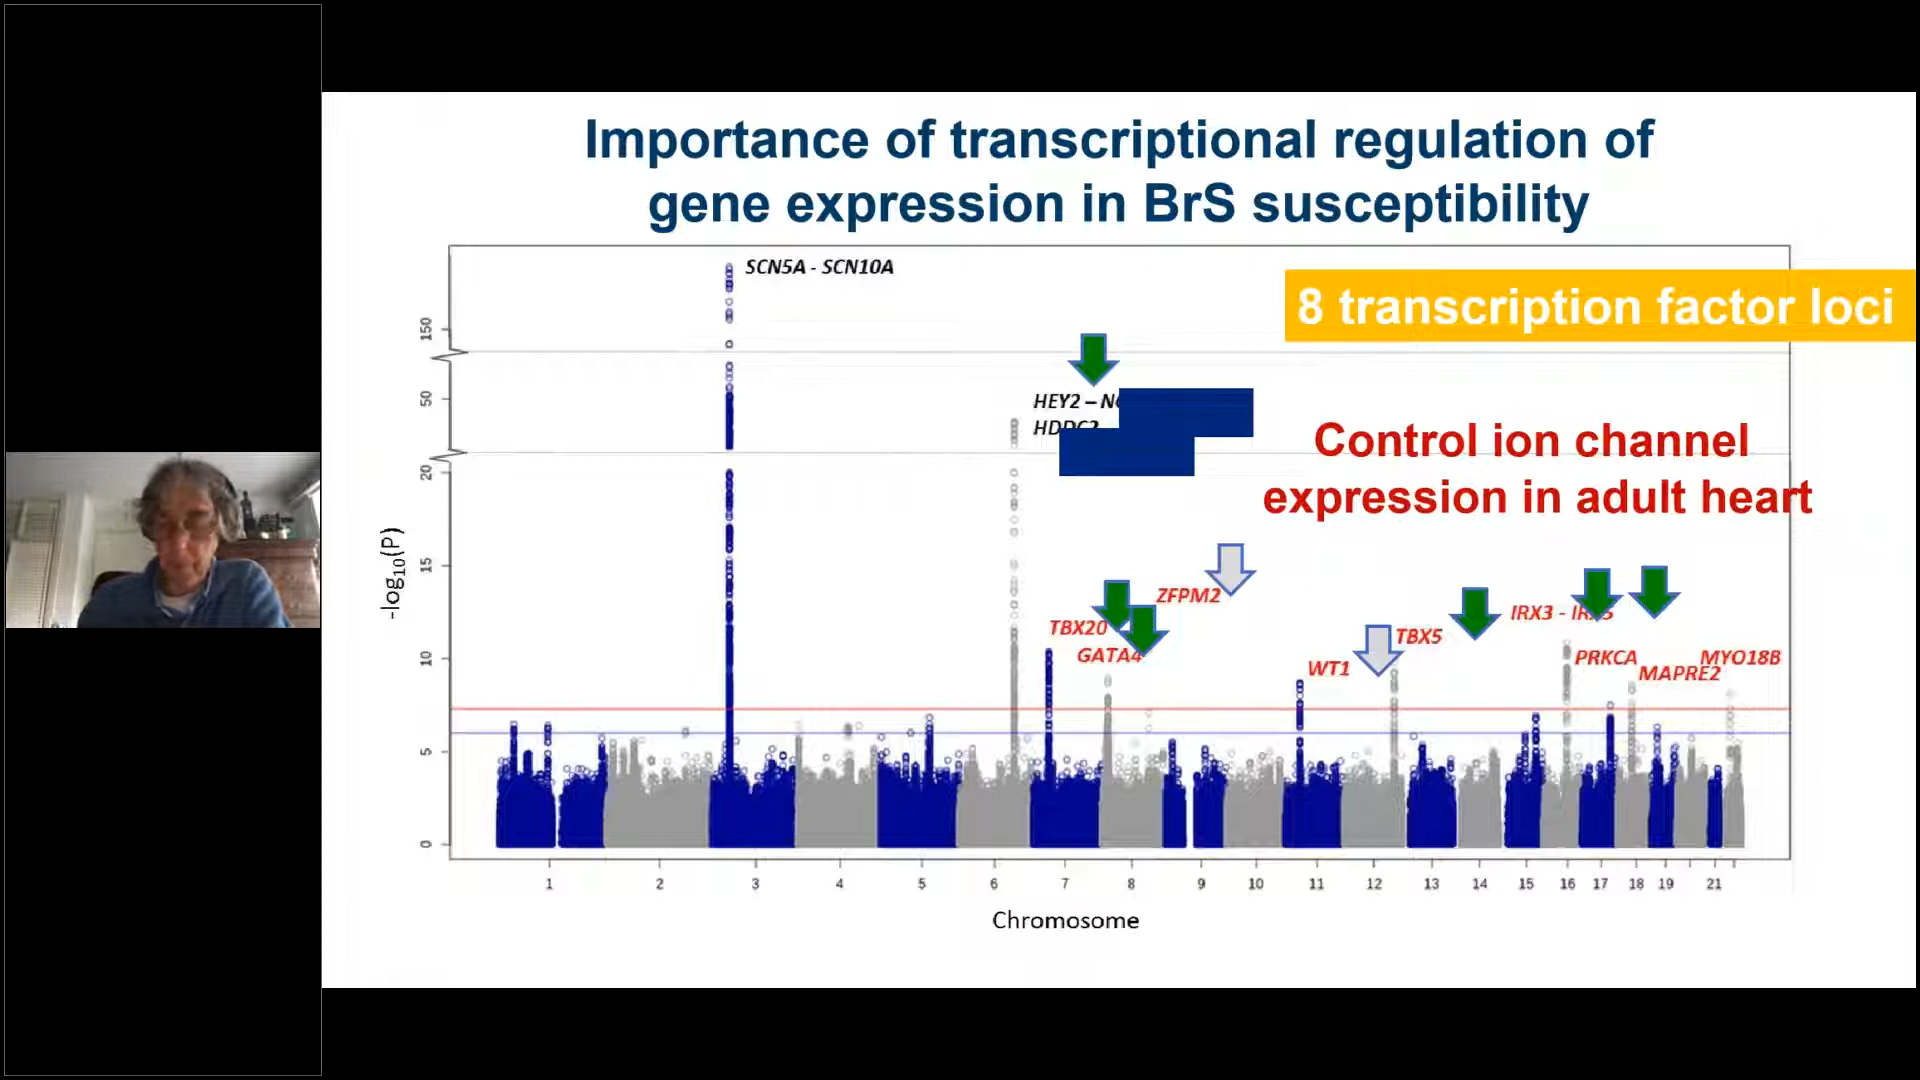 Importance of transcriptional regulation of
gene expression in BrS susceptibility
SCN5A - SCN10A
8 transcription factor loci
HEY2 – N
HDDC2
Control ion channel
expression in adult heart
ZFPM2
TBX20
GATA4
WT1
TBX5
IRX3 -
PRKCA
MAPRE2
MYO18B
150
50
20
15
10
5
0
-log10(P)
1 2 3 4 5 6 7 8 9 10 11 12 13 14 15 16 17 18 19 21
Chromosome